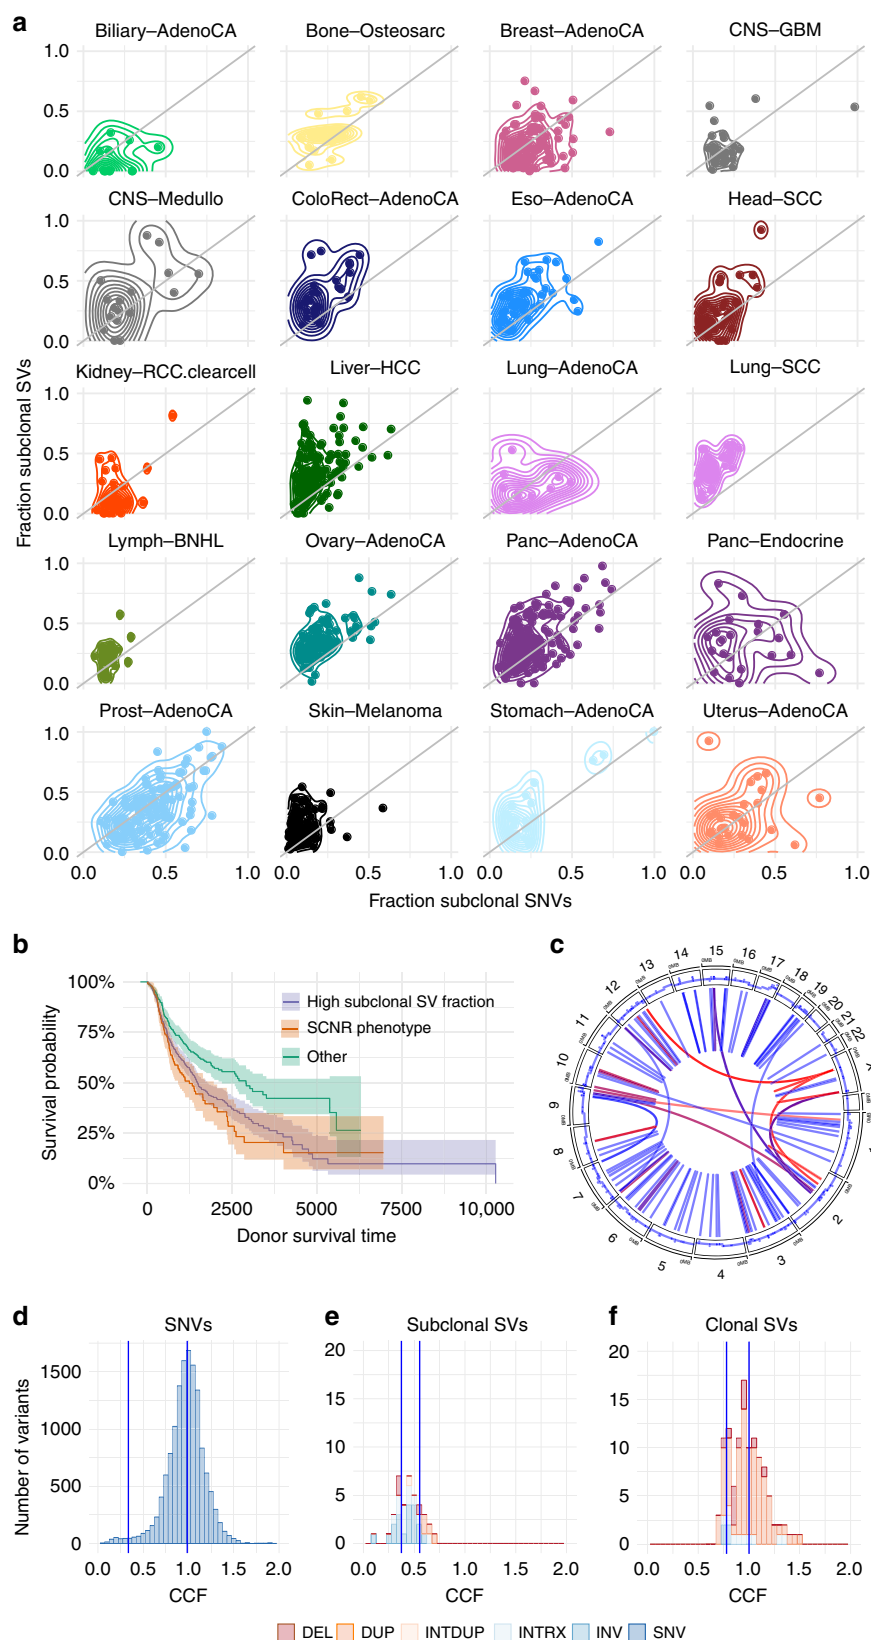 a
Biliary–AdenoCA Bone–Osteosarc Breast–AdenoCA CNS–GBM
1.0
0.5
0.0
CNS–Medullo ColoRect–AdenoCA Eso–AdenoCA Head–SCC
1.0
0.5
0.0
Fraction subclonal SVs
Kidney–RCC.clearcell Liver–HCC Lung–AdenoCA Lung–SCC
1.0
0.5
0.0
Lymph–BNHL Ovary–AdenoCA Panc–AdenoCA Panc–Endocrine
1.0
0.5
0.0
Prost–AdenoCA Skin–Melanoma Stomach–AdenoCA Uterus–AdenoCA
1.0
0.5
0.0
0.0 0.5 1.0 0.0 0.5 1.0 0.0 0.5 1.0 0.0 0.5 1.0
Fraction subclonal SNVs
b
Survival probability
100%
75%
50%
25%
0%
High subclonal SV fraction
SCNR phenotype
Other
0 2500 5000 7500 10,000
Donor survival time
c
2
3
4
5
6
7
8
9
10
11
12
13
14
15
16
17
18
19
20
21
22
X
0MB
d
SNVs
Number of variants
1500
1000
500
0
0.0 0.5 1.0 1.5 2.0
CCF
e
Subclonal SVs
20
15
10
5
0
0.0 0.5 1.0 1.5 2.0
CCF
f
Clonal SVs
20
15
10
5
0
0.0 0.5 1.0 1.5 2.0
CCF
DEL DUP INTDUP INTRX INV SNV